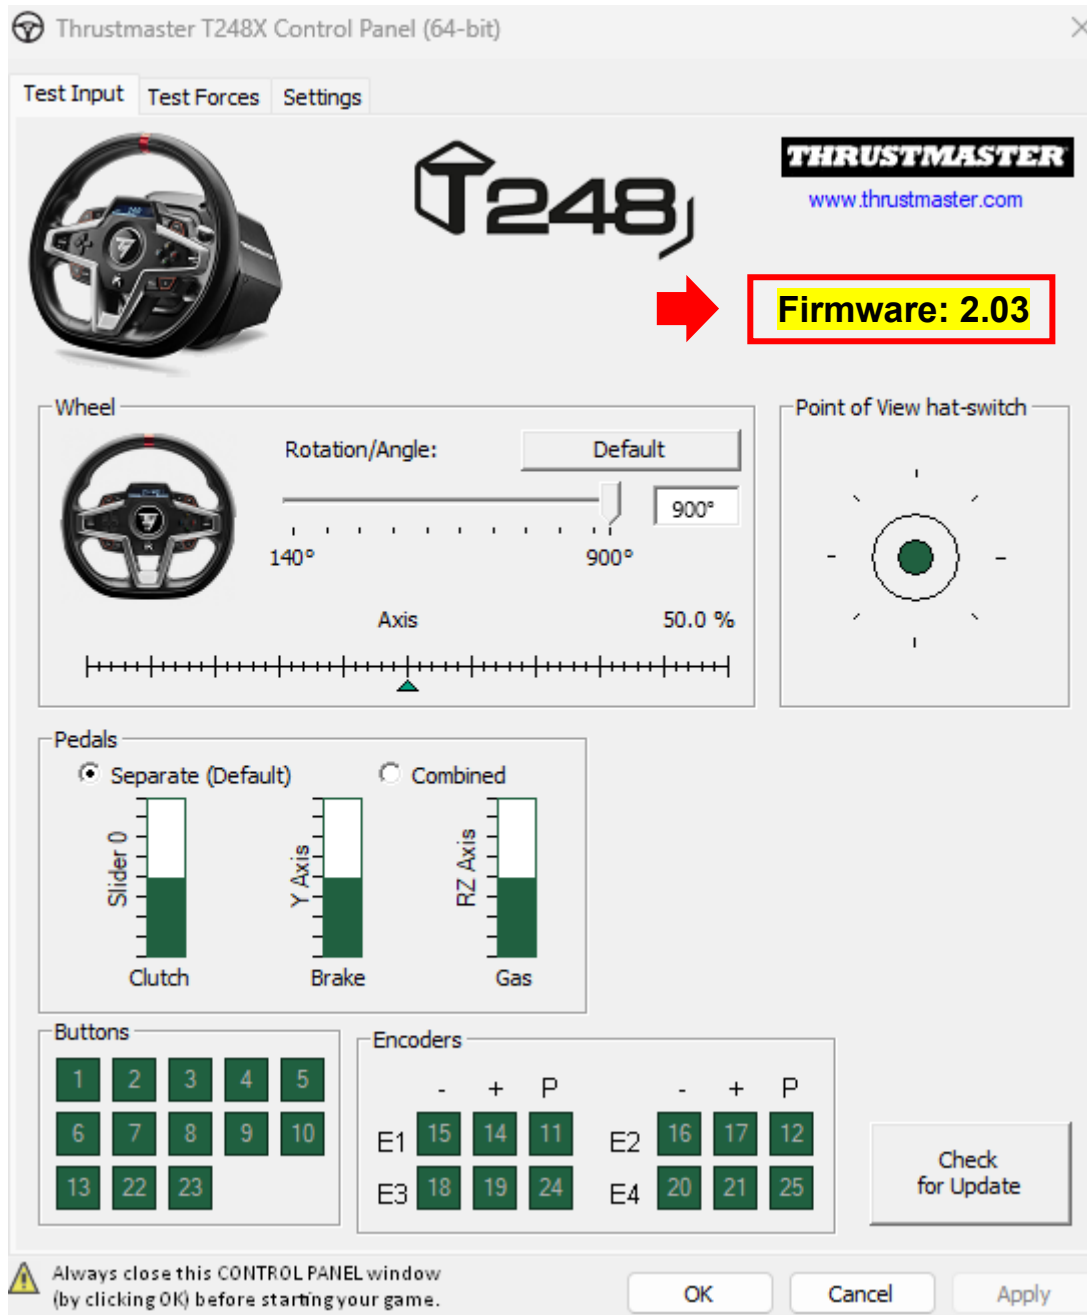 Thrustmaster T248X Control Panel (64-bit)
Test Input Test Forces Settings
T248
THRUSTMASTER
www.thrustmaster.com
Firmware: 2.03
Wheel
Rotation/Angle: Default
900°
140° 900°
Axis 50.0 %
Point of View hat-switch
Pedals
Separate (Default) Combined
Slider 0 Y Axis RZ Axis
Clutch Brake Gas
Buttons
1 2 3 4 5
6 7 8 9 10
13 22 23
Encoders
- + P - + P
E1 15 14 11 E2 16 17 12
E3 18 19 24 E4 20 21 25
Check
for Update
Always close this CONTROL PANEL window
(by clicking OK) before starting your game.
OK Cancel Apply